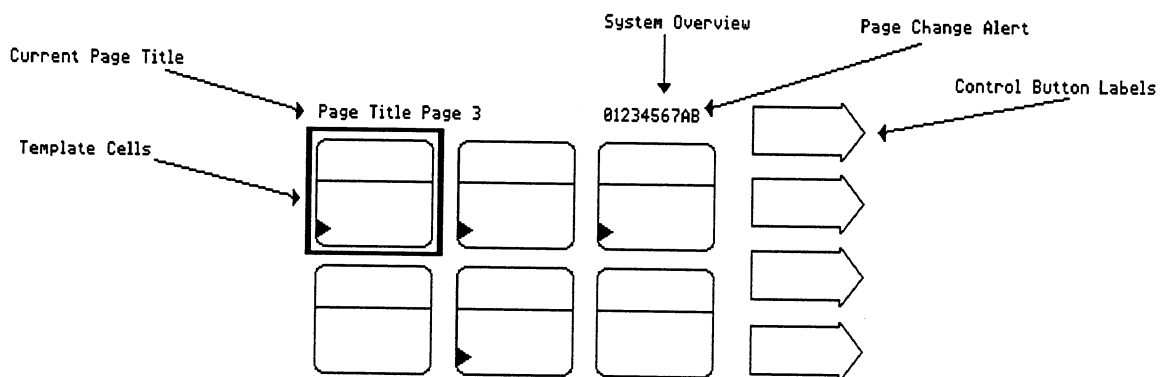 System Overview
Page Change Alert
Current Page Title
Control Button Labels
Page Title Page 3
01234567AB
Template Cells